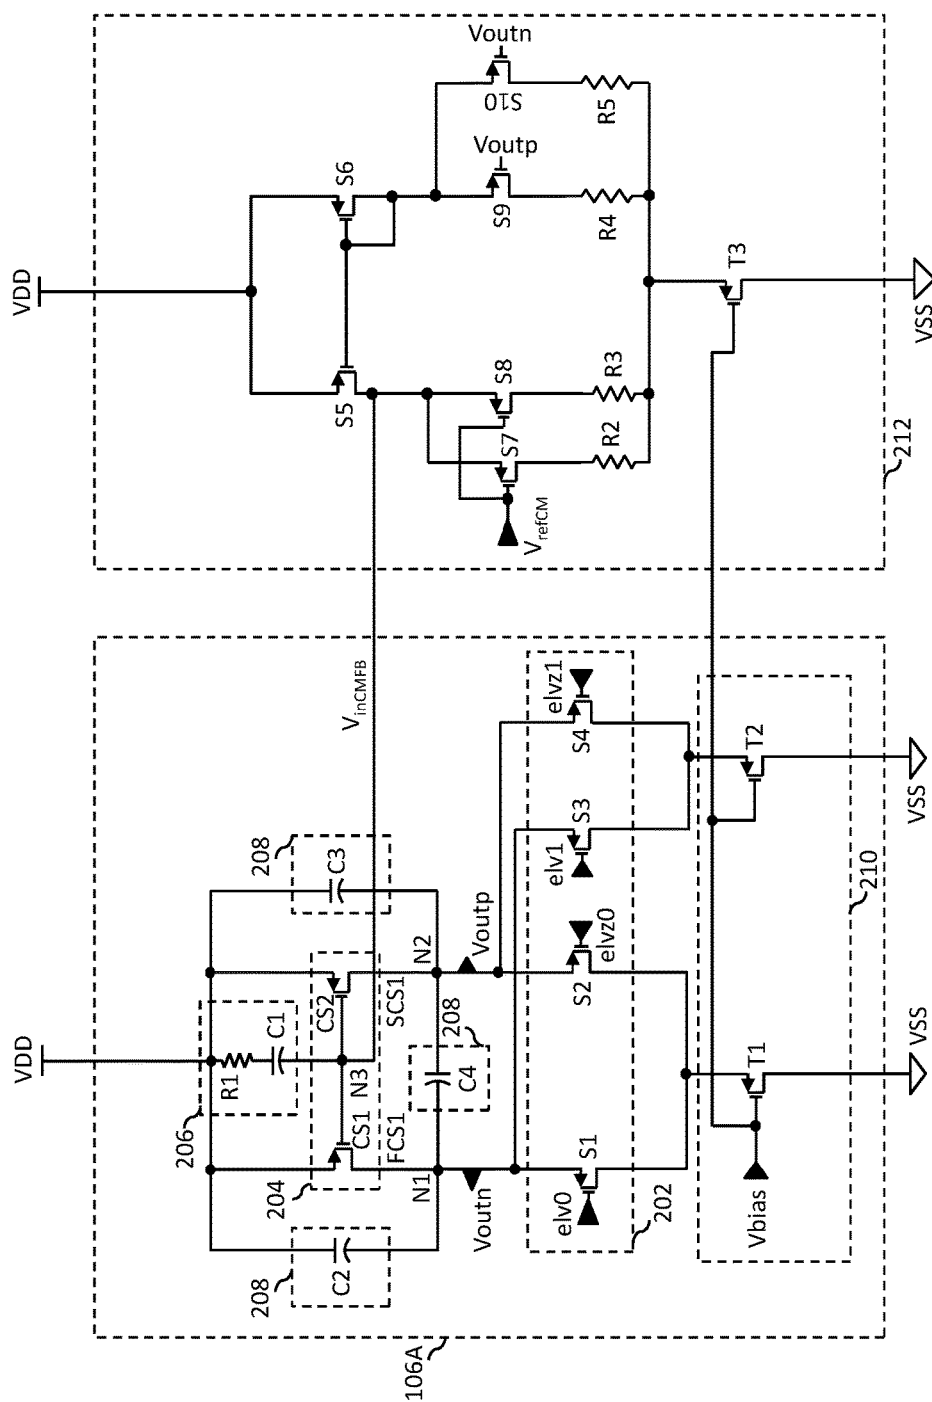 Voutn
S10
R5
Voutp
S9
R4
S6
VDD
S5
S8
R3
S7
R2
VrefCM
T3
VSS
212
VinCMFB
VDD
208
C3
206
R1
C1
CS2
SCS1
N2
Voutp
204
CS1
FCS1
N3
N1
Voutn
208
C4
208
C2
elvz1
S4
S3
elv1
S2
elvz0
S1
elv0
202
T2
VSS
T1
VSS
Vbias
210
106A